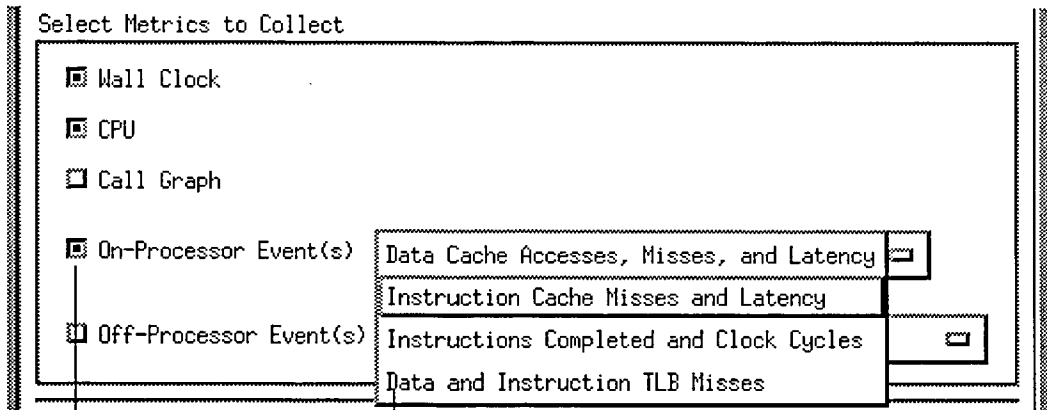 Select Metrics to Collect
Wall Clock
CPU
Call Graph
On-Processor Event(s)
Data Cache Accesses, Misses, and Latency
Instruction Cache Misses and Latency
Off-Processor Event(s)
Instructions Completed and Clock Cycles
Data and Instruction TLB Misses